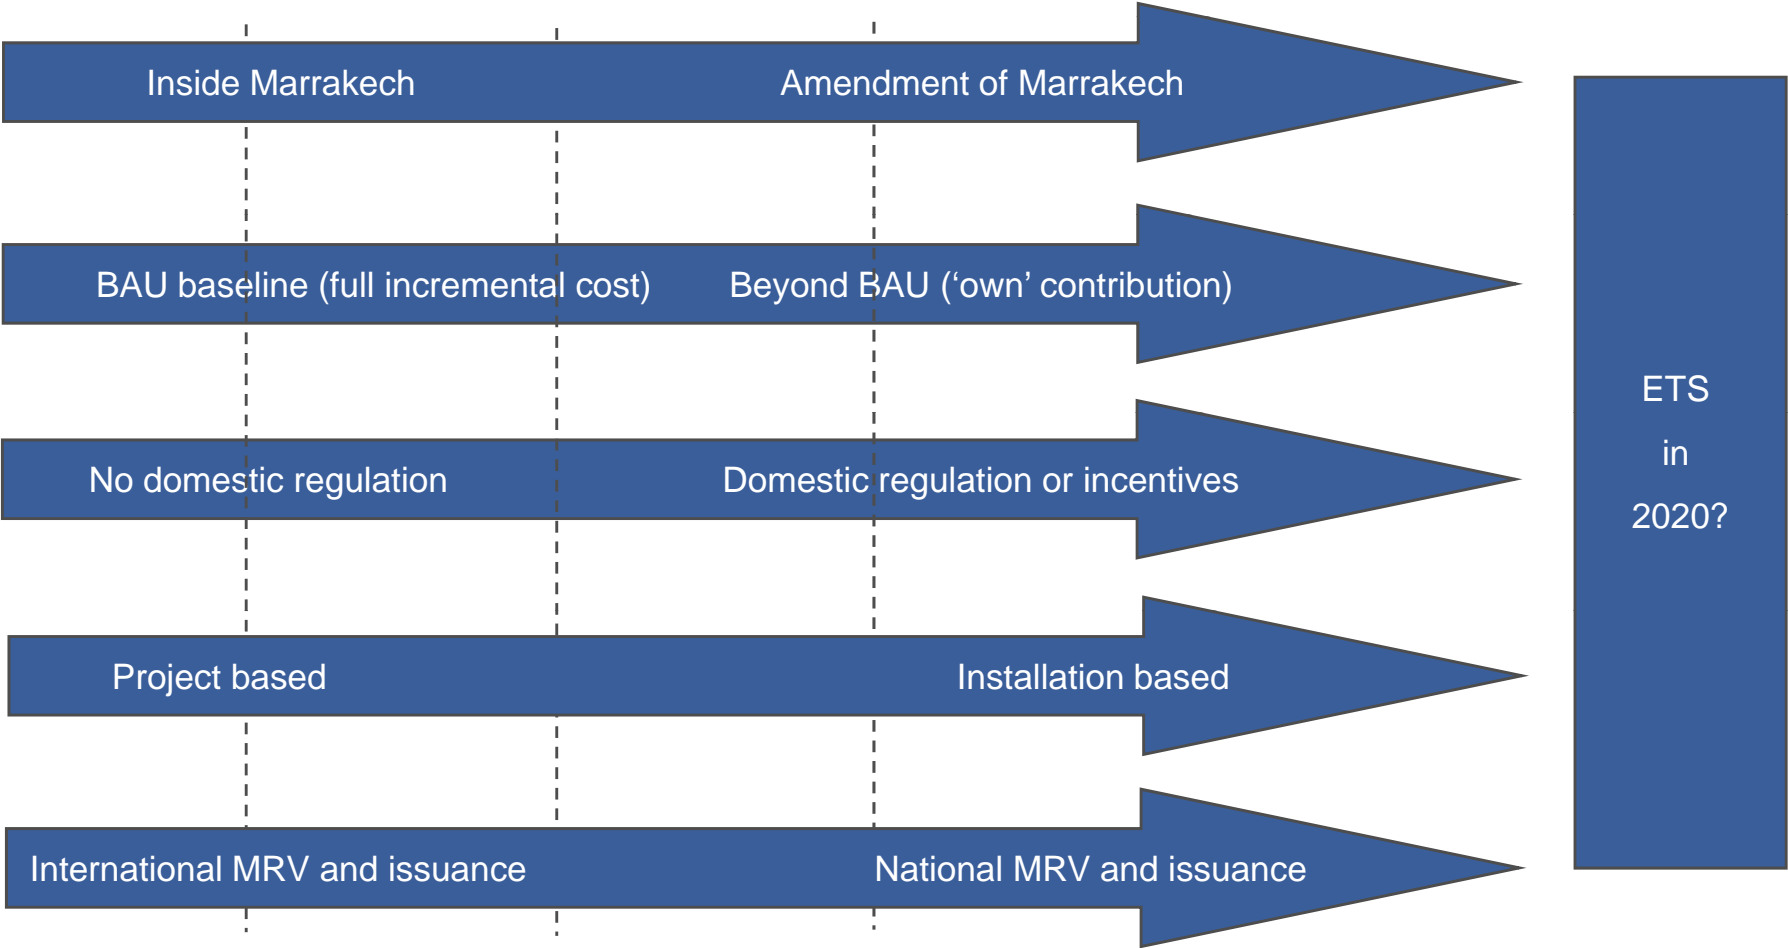 Inside Marrakech Amendment of Marrakech
BAU baseline (full incremental cost) Beyond BAU (‘own’ contribution)
No domestic regulation Domestic regulation or incentives
Project based Installation based
International MRV and issuance National MRV and issuance
ETS
in
2020?